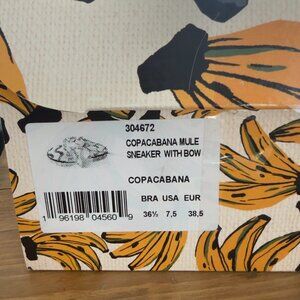 304672
COPACABANA MULE
SNEAKER WITH BOW
COPACABANA
BRA USA EUR
36½ 7,5 38,5
1 96198 04560 9